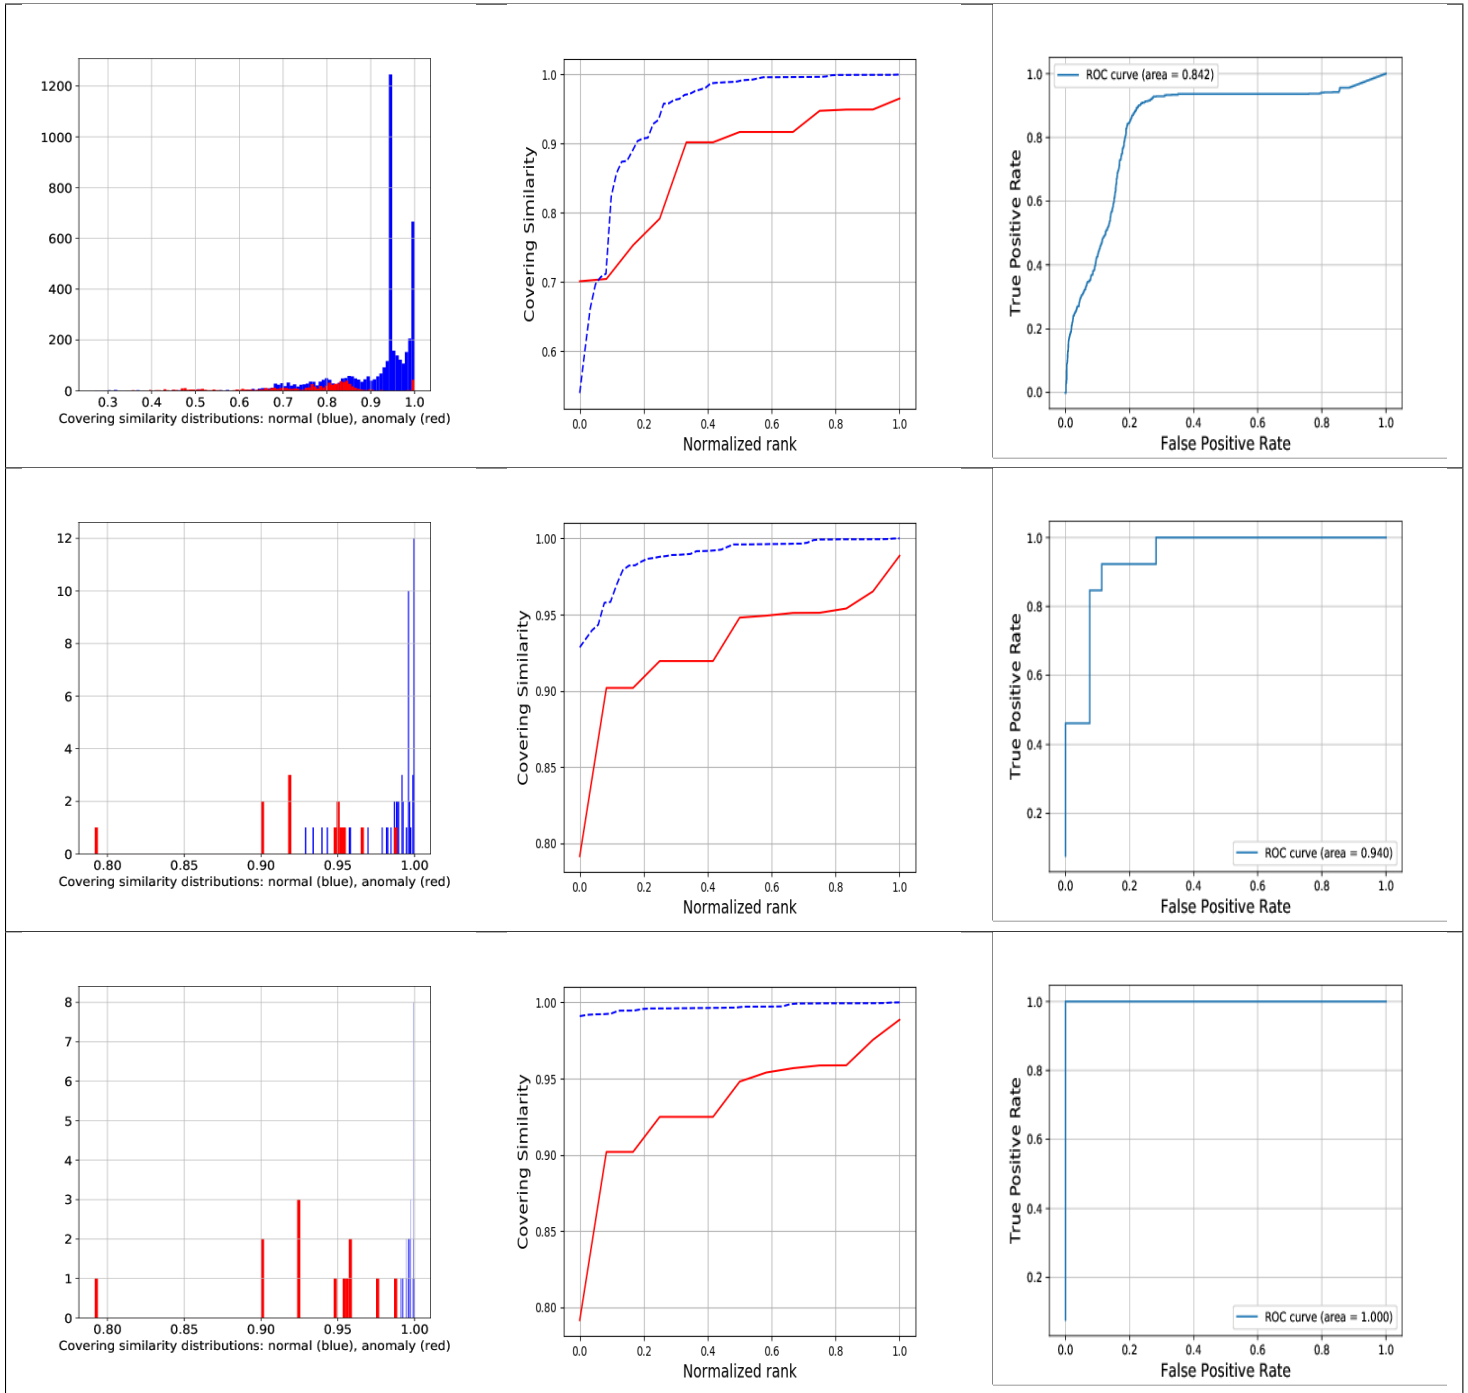 1200
1000
800
600
400
200
0
0.3 0.4 0.5 0.6 0.7 0.8 0.9 1.0
Covering similarity distributions: normal (blue), anomaly (red)
Covering Similarity
1.0
0.9
0.8
0.7
0.6
0.0 0.2 0.4 0.6 0.8 1.0
Normalized rank
True Positive Rate
ROC curve (area = 0.842)
1.0
0.8
0.6
0.4
0.2
0.0
0.0 0.2 0.4 0.6 0.8 1.0
False Positive Rate
12
10
8
6
4
2
0
0.80 0.85 0.90 0.95 1.00
Covering similarity distributions: normal (blue), anomaly (red)
Covering Similarity
1.00
0.95
0.90
0.85
0.80
0.0 0.2 0.4 0.6 0.8 1.0
Normalized rank
True Positive Rate
1.0
0.8
0.6
0.4
0.2
ROC curve (area = 0.940)
0.0 0.2 0.4 0.6 0.8 1.0
False Positive Rate
8
7
6
5
4
3
2
1
0
0.80 0.85 0.90 0.95 1.00
Covering similarity distributions: normal (blue), anomaly (red)
Covering Similarity
1.00
0.95
0.90
0.85
0.80
0.0 0.2 0.4 0.6 0.8 1.0
Normalized rank
True Positive Rate
1.0
0.8
0.6
0.4
0.2
ROC curve (area = 1.000)
0.0 0.2 0.4 0.6 0.8 1.0
False Positive Rate